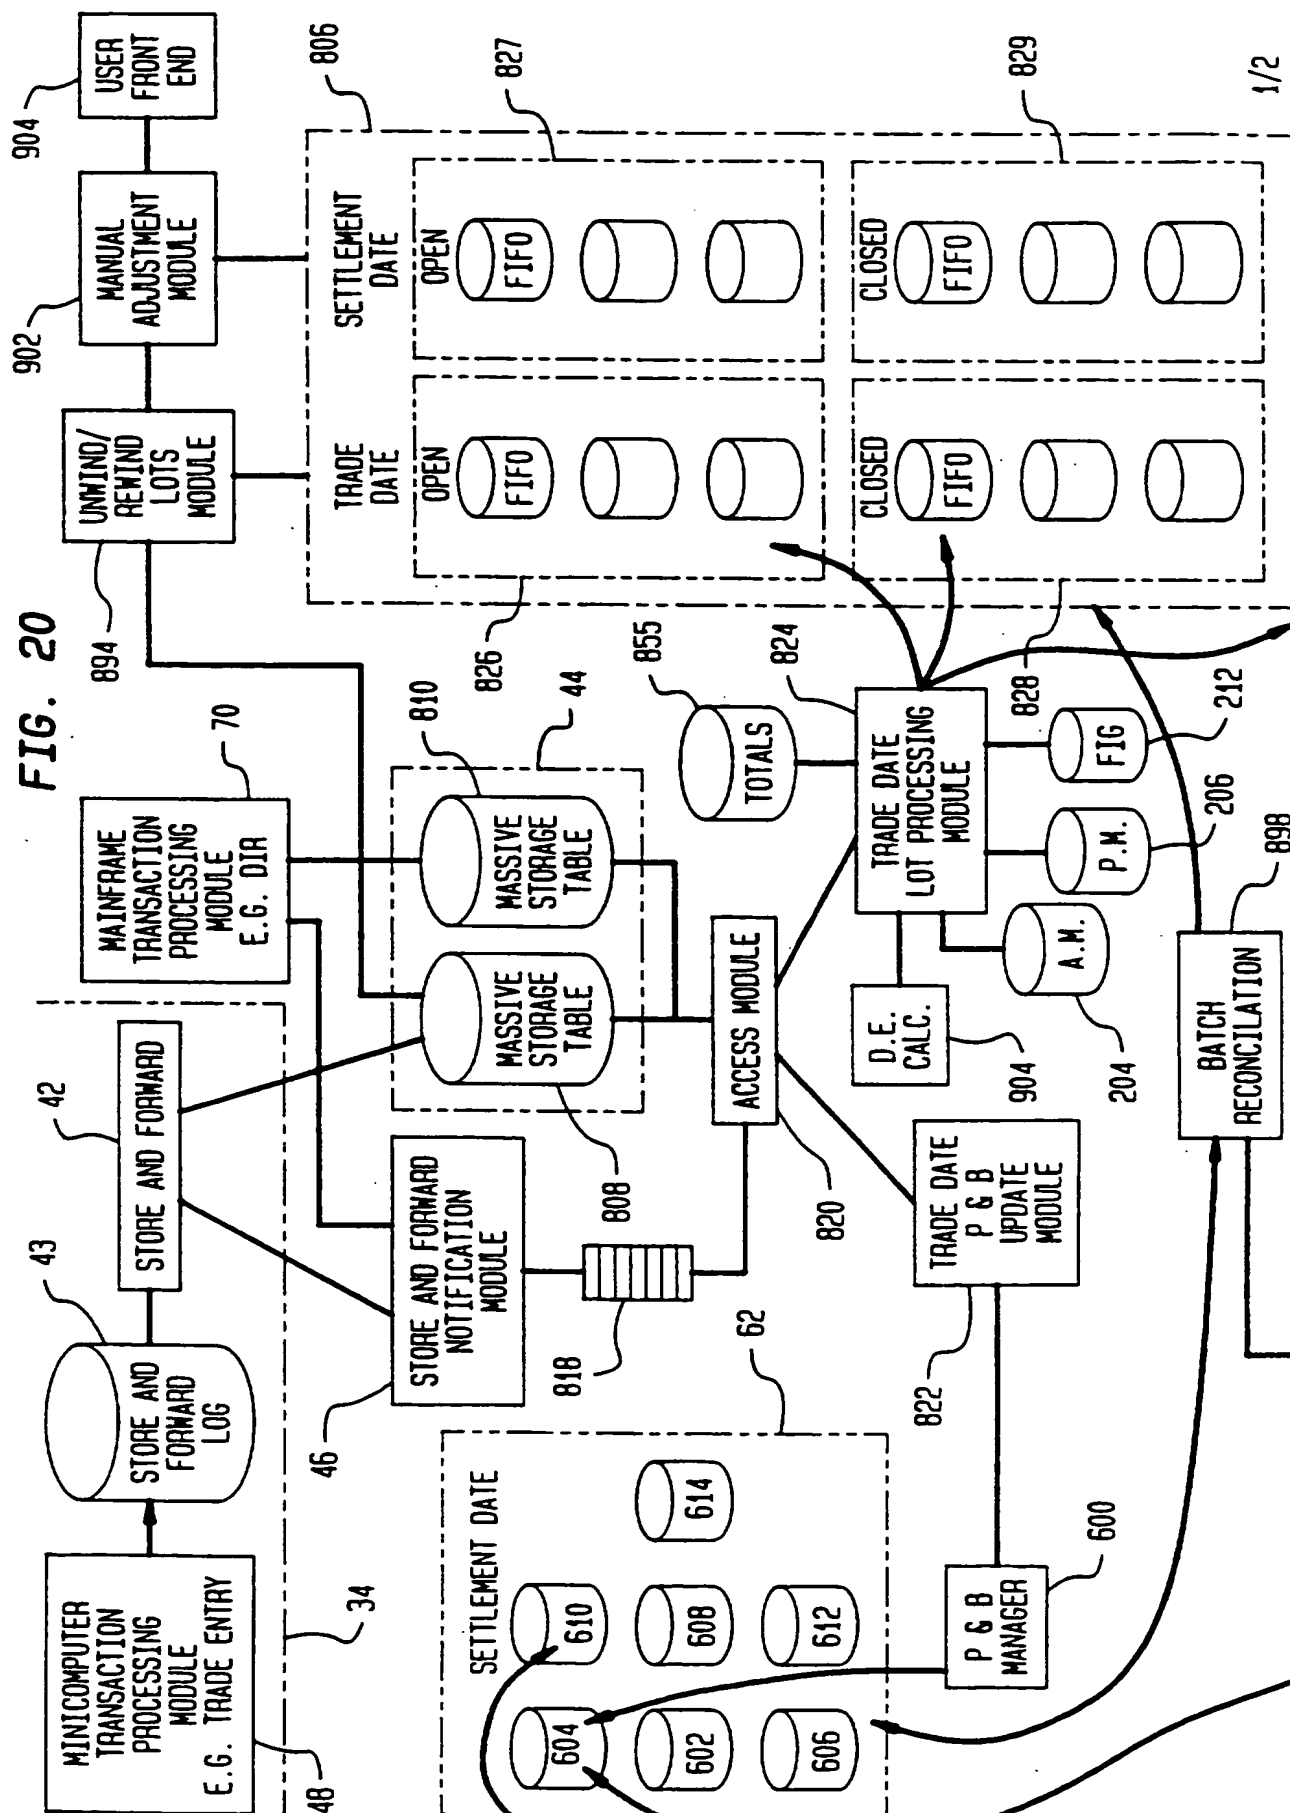 FIG. 20
MINICOMPUTER
TRANSACTION
PROCESSING
MODULE
E.G. TRADE ENTRY
48
34
STORE AND
FORWARD
LOG
43
STORE AND FORWARD
42
MAINFRAME
TRANSACTION
PROCESSING
MODULE
E.G. DIR
70
UNWIND/
REWIND
LOTS
MODULE
894
MANUAL
ADJUSTMENT
MODULE
902
USER
FRONT
END
904
806
STORE AND FORWARD
NOTIFICATION
MODULE
46
MASSIVE
STORAGE
TABLE
808
MASSIVE
STORAGE
TABLE
810
44
818
ACCESS MODULE
820
SETTLEMENT DATE
62
604
610
602
608
614
606
612
P & B
MANAGER
600
TRADE DATE
P & B
UPDATE
MODULE
822
TOTALS
855
TRADE DATE
LOT PROCESSING
MODULE
824
D.E.
CALC.
904
A.M.
204
P.M.
206
FIG
212
BATCH
RECONCILATION
898
TRADE
DATE
OPEN
FIFO
826
CLOSED
FIFO
828
SETTLEMENT
DATE
OPEN
FIFO
827
CLOSED
FIFO
829
1/2